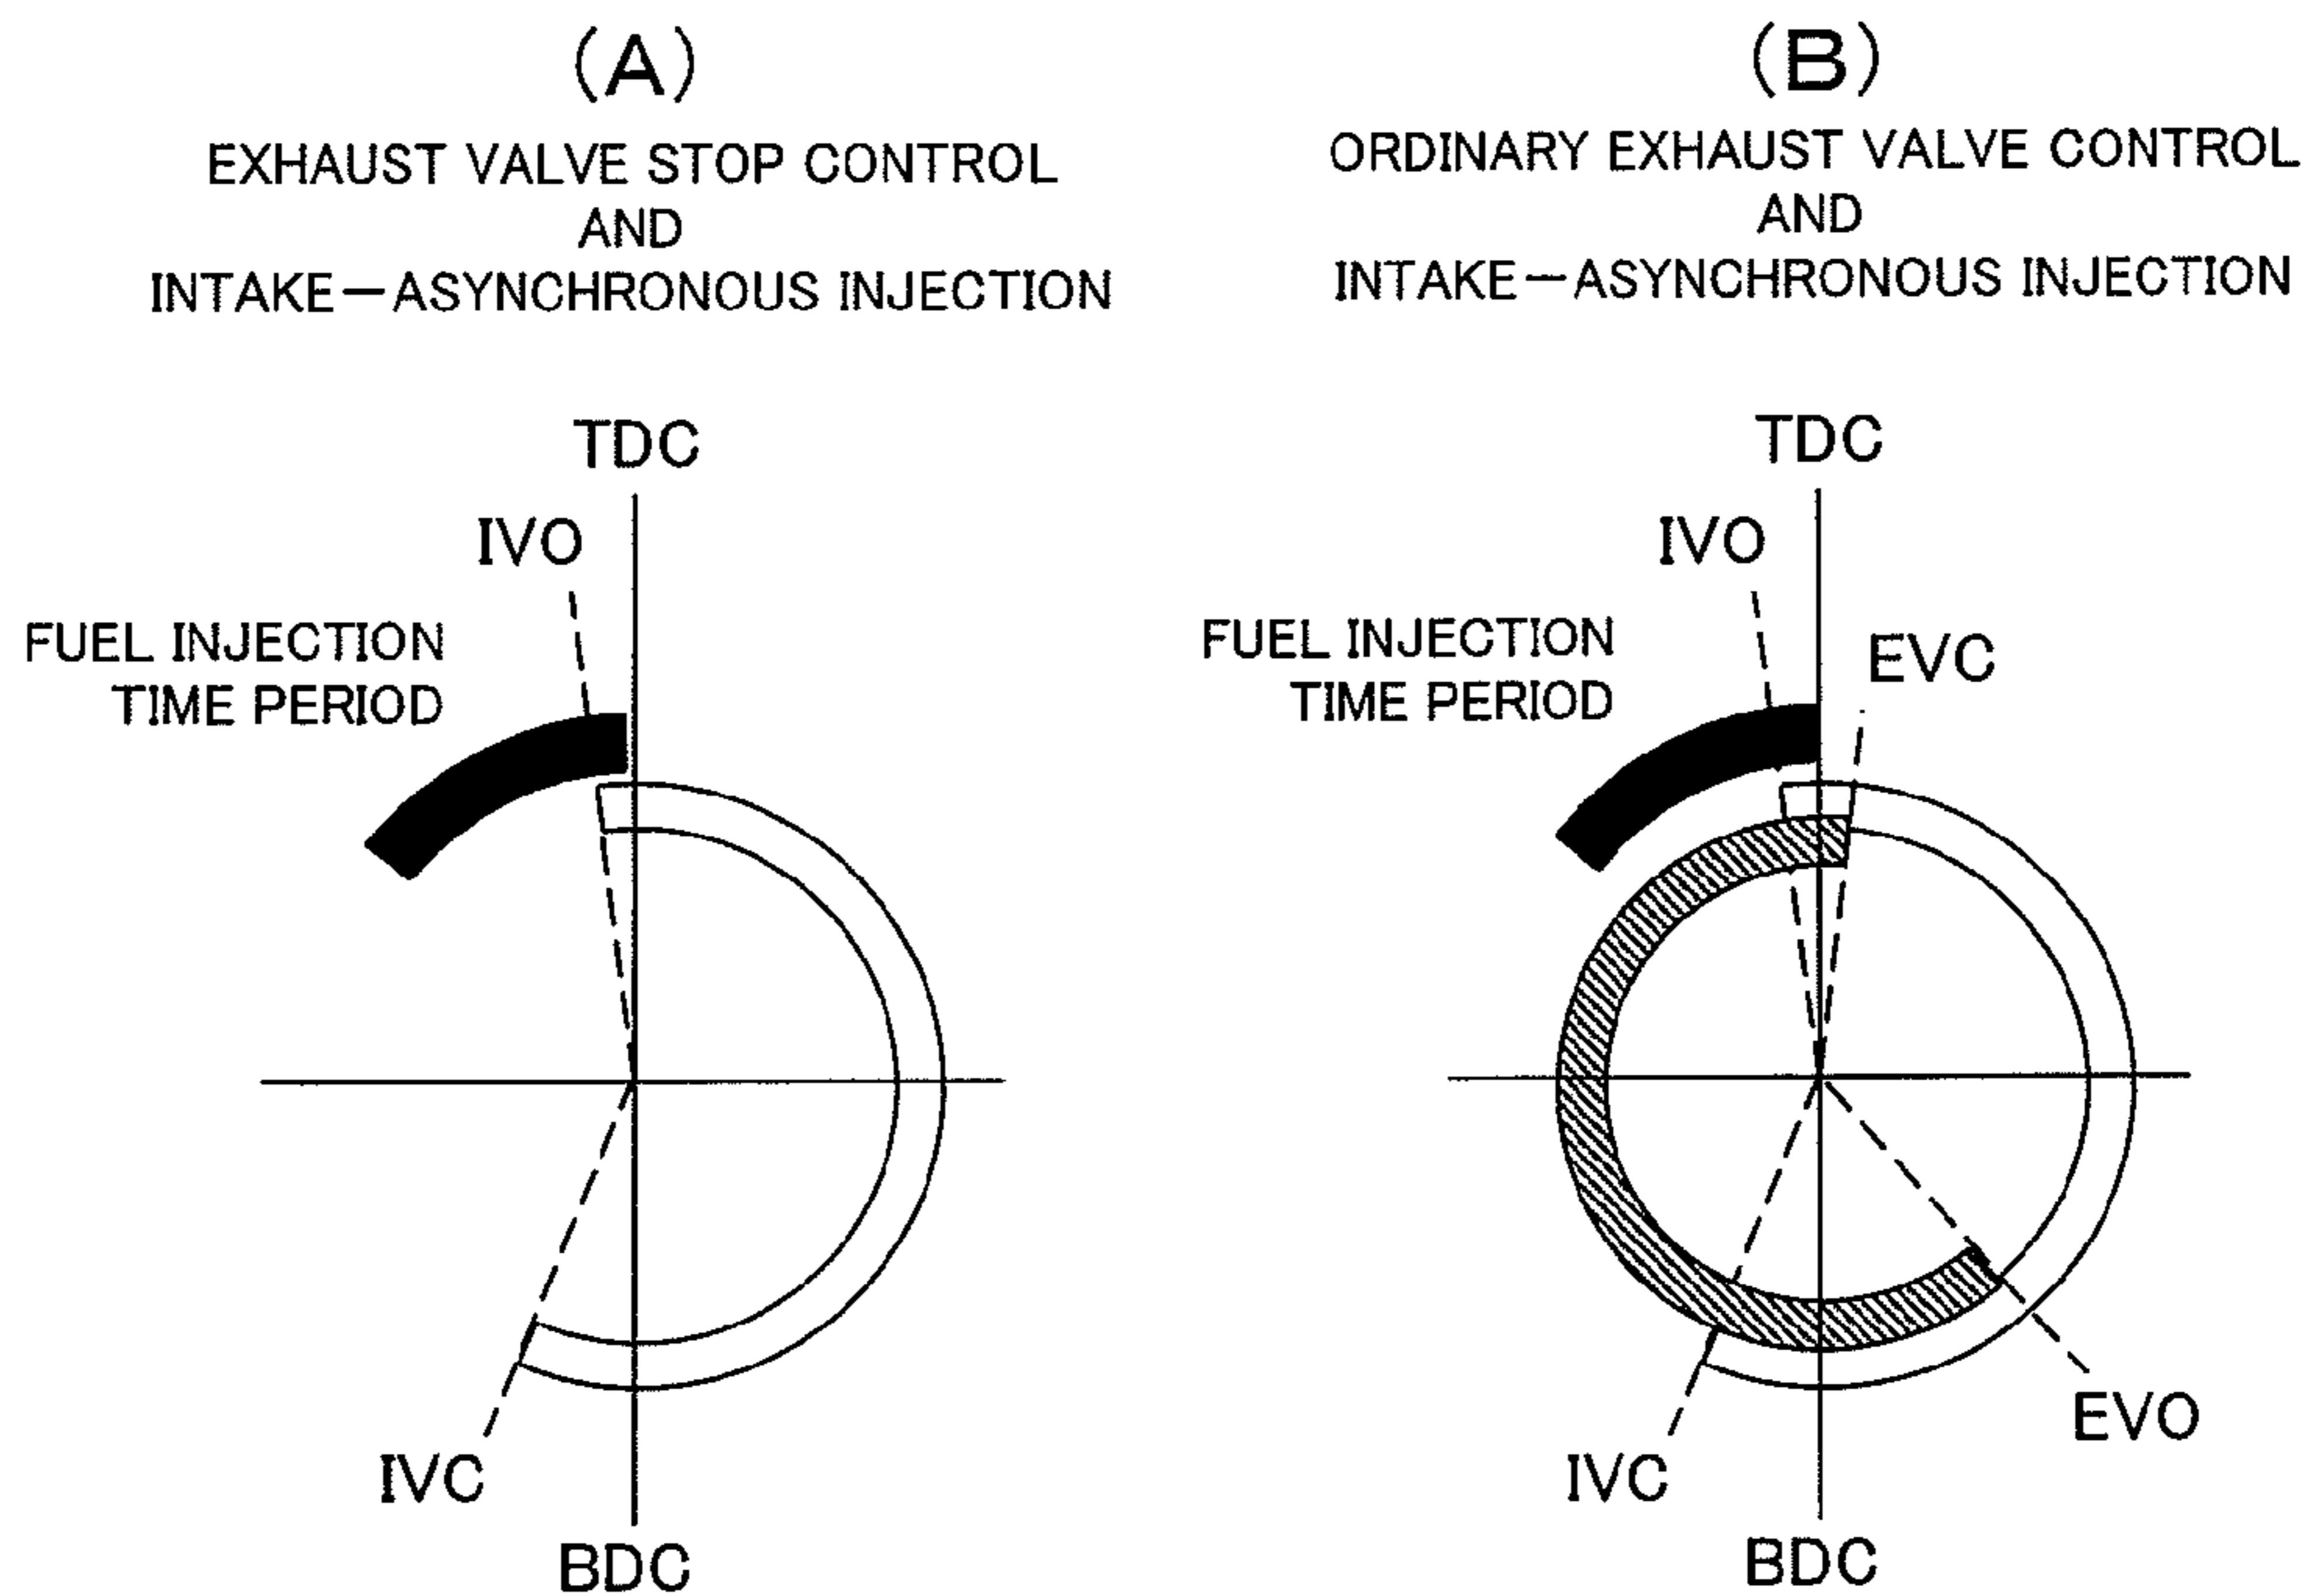 (A)
EXHAUST VALVE STOP CONTROL
AND
INTAKE—ASYNCHRONOUS INJECTION
TDC
IVO
FUEL INJECTION
TIME PERIOD
IVC
BDC
(B)
ORDINARY EXHAUST VALVE CONTROL
AND
INTAKE—ASYNCHRONOUS INJECTION
TDC
IVO
EVC
FUEL INJECTION
TIME PERIOD
EVO
IVC
BDC